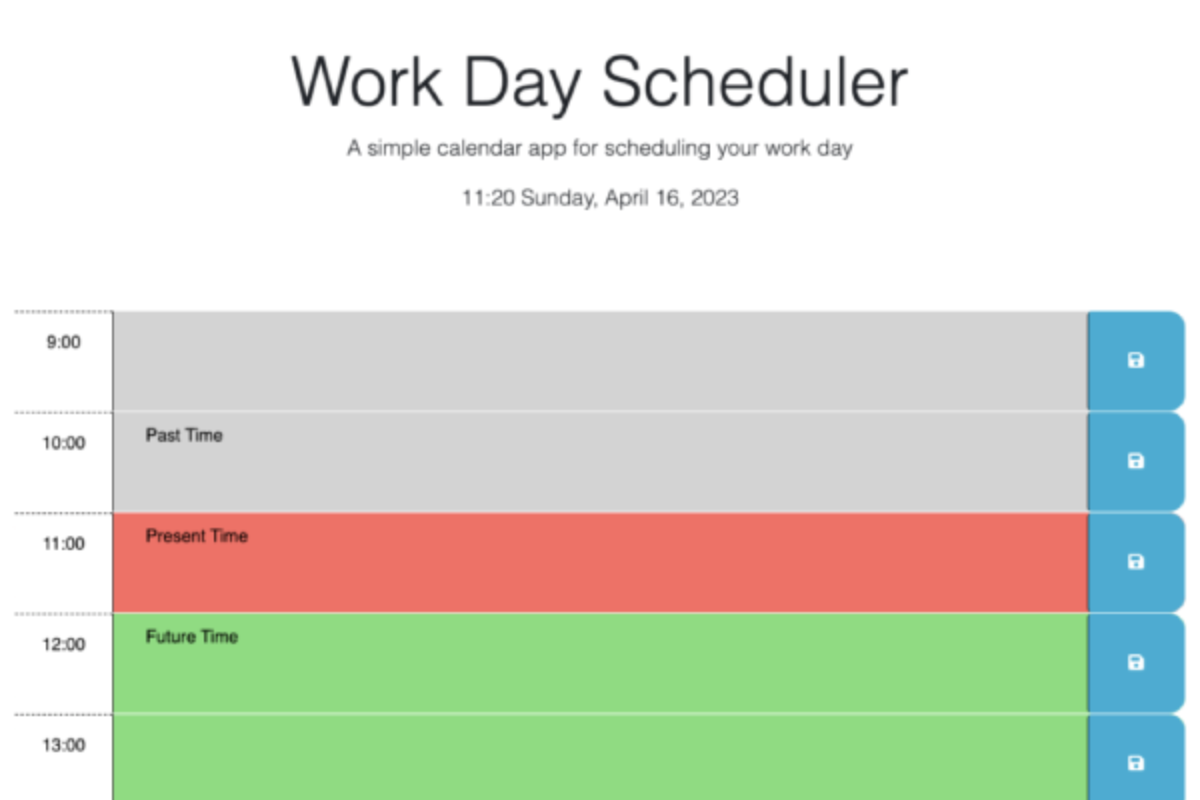 Work Day Scheduler
A simple calendar app for scheduling your work day
11:20 Sunday, April 16, 2023
9:00
10:00 Past Time
11:00 Present Time
12:00 Future Time
13:00